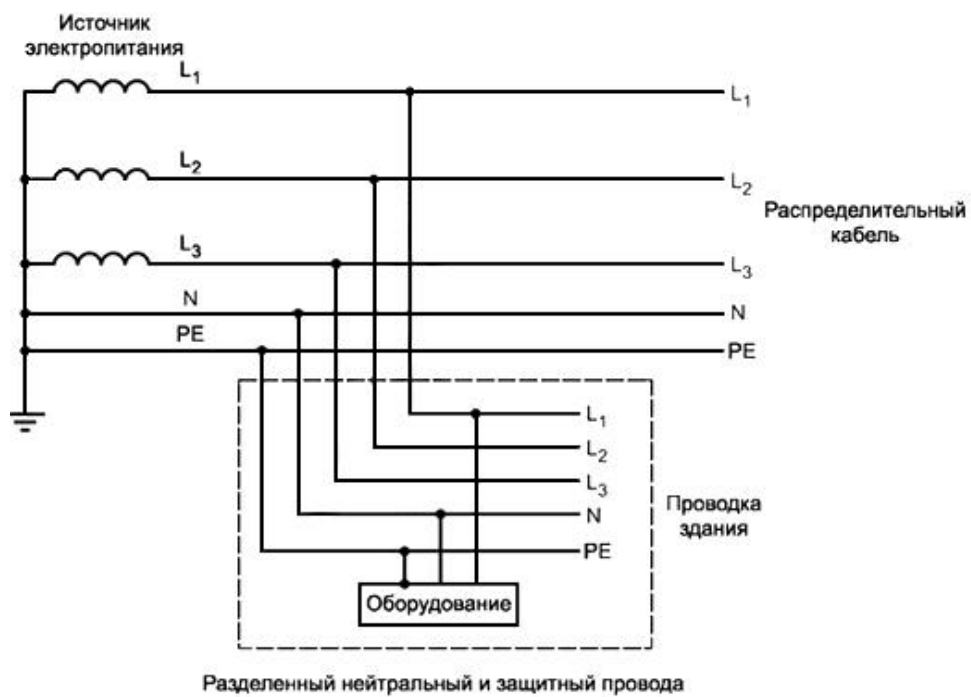 Источник
электропитания
L₁
L₁
L₂
L₂
Распределительный
кабель
L₃
L₃
N
N
PE
PE
L₁
L₂
L₃
N
PE
Проводка
здания
Оборудование
Разделенный нейтральный и защитный провода